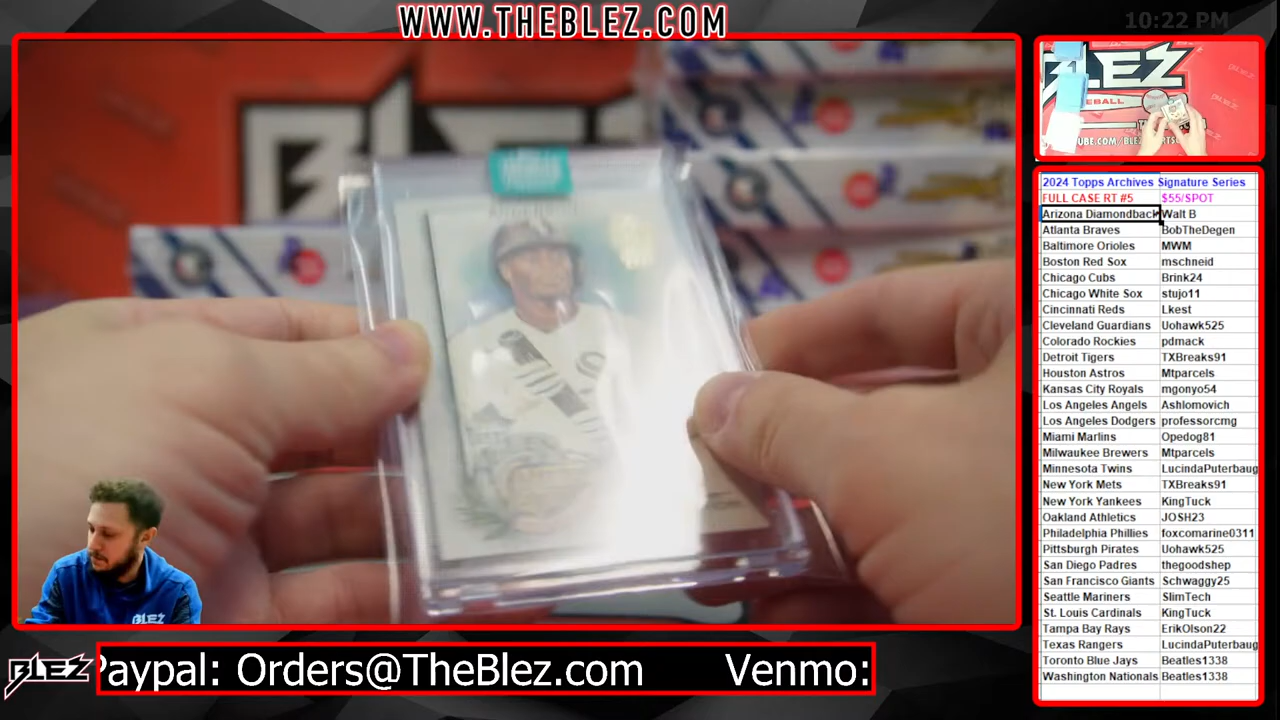 WWW.THEBLEZ.COM
10:22 PM
BLEZ
2024 Topps Archives Signature Series
FULL CASE RT #5 $55/SPOT
Arizona Diamondback Walt B
Atlanta Braves BobTheDegen
Baltimore Orioles MWM
Boston Red Sox mschneid
Chicago Cubs Brink24
Chicago White Sox stujo11
Cincinnati Reds Lkest
Cleveland Guardians Uohawk525
Colorado Rockies pdmack
Detroit Tigers TXBreaks91
Houston Astros Mtparcels
Kansas City Royals mgonyo54
Los Angeles Angels Ashlomovich
Los Angeles Dodgers professorcmg
Miami Marlins Opedog81
Milwaukee Brewers Mtparcels
Minnesota Twins LucindaPuterbaug
New York Mets TXBreaks91
New York Yankees KingTuck
Oakland Athletics JOSH23
Philadelphia Phillies foxcomarine0311
Pittsburgh Pirates Uohawk525
San Diego Padres thegoodshep
San Francisco Giants Schwaggy25
Seattle Mariners SlimTech
St. Louis Cardinals KingTuck
Tampa Bay Rays ErikOlson22
Texas Rangers LucindaPuterbaug
Toronto Blue Jays Beatles1338
Washington Nationals Beatles1338
BLEZ
BLEZ
Paypal: Orders@TheBlez.com Venmo: